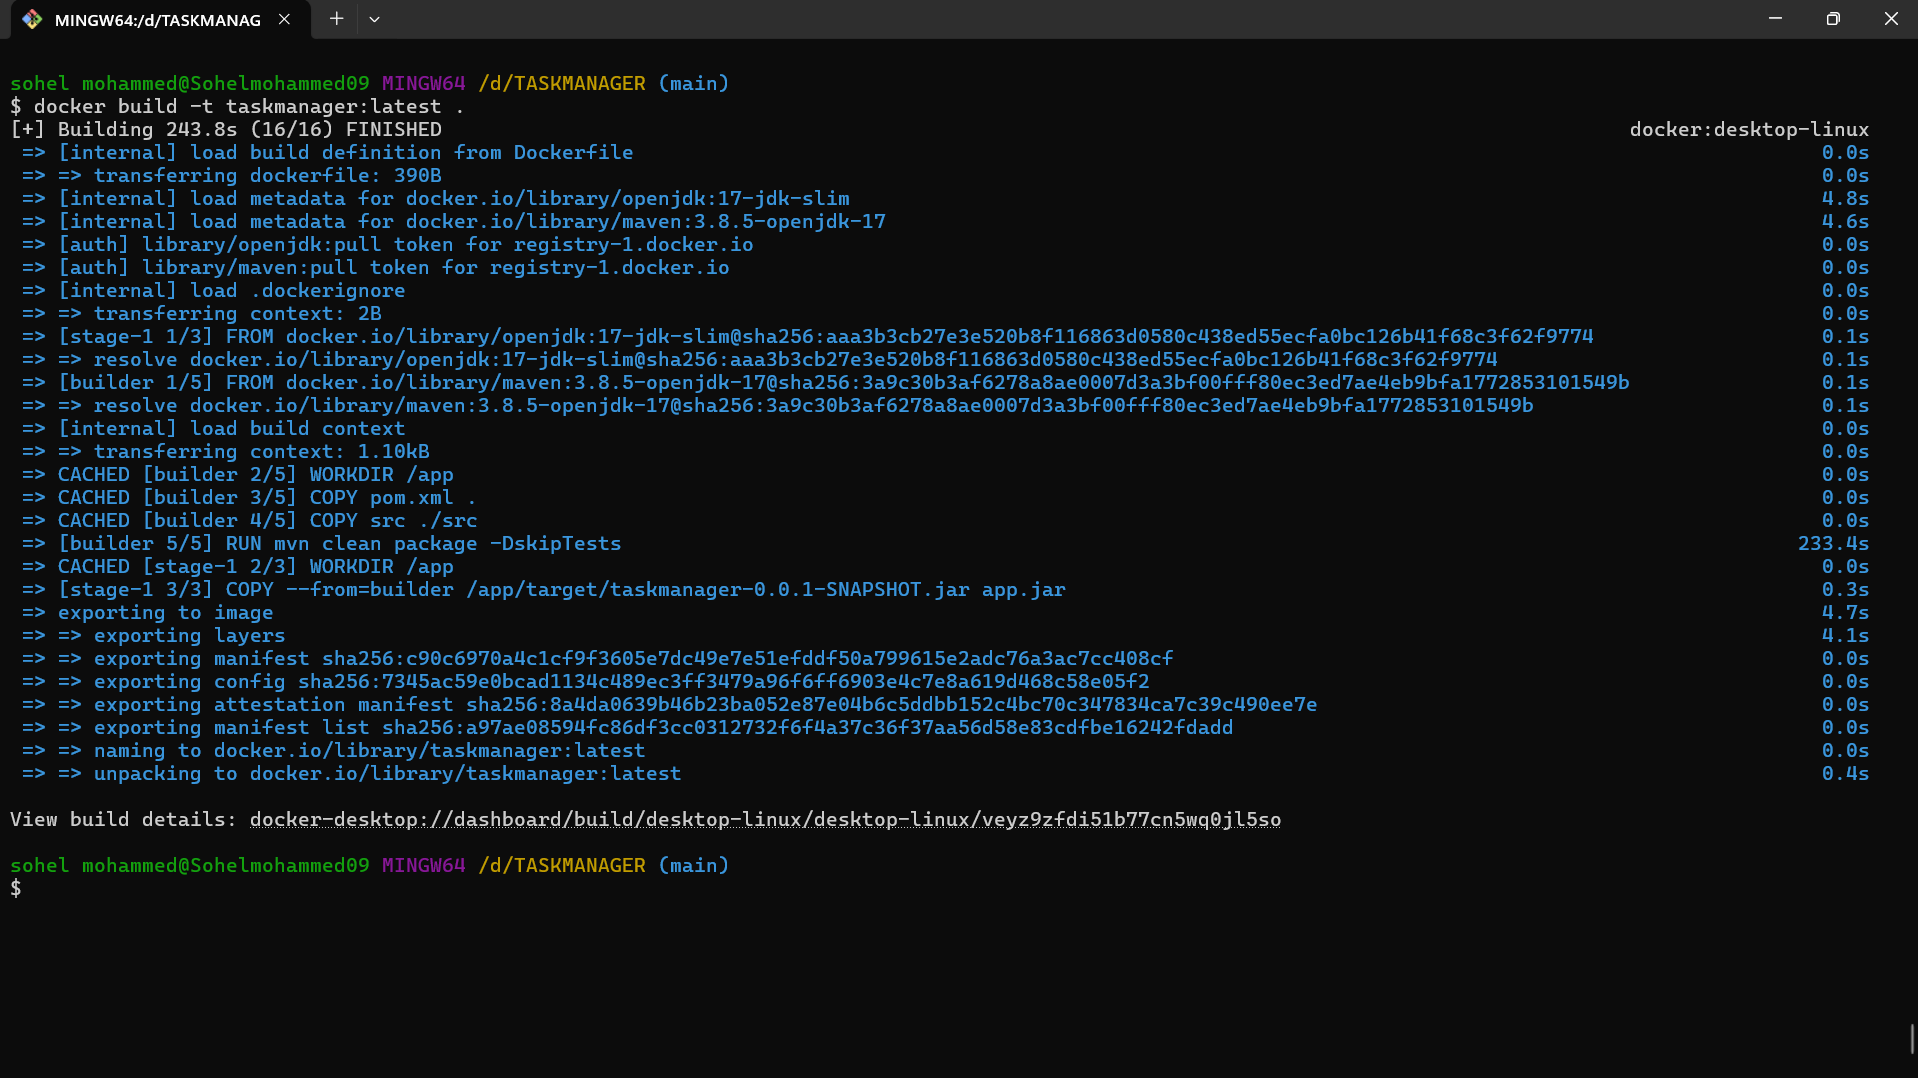 MINGW64:/d/TASKMANAG
sohel mohammed@Sohelmohammed09 MINGW64 /d/TASKMANAGER (main)
$ docker build -t taskmanager:latest .
[+] Building 243.8s (16/16) FINISHED docker:desktop-linux
=> [internal] load build definition from Dockerfile 0.0s
=> => transferring dockerfile: 390B 0.0s
=> [internal] load metadata for docker.io/library/openjdk:17-jdk-slim 4.8s
=> [internal] load metadata for docker.io/library/maven:3.8.5-openjdk-17 4.6s
=> [auth] library/openjdk:pull token for registry-1.docker.io 0.0s
=> [auth] library/maven:pull token for registry-1.docker.io 0.0s
=> [internal] load .dockerignore 0.0s
=> => transferring context: 2B 0.0s
=> [stage-1 1/3] FROM docker.io/library/openjdk:17-jdk-slim@sha256:aaa3b3cb27e3e520b8f116863d0580c438ed55ecfa0bc126b41f68c3f62f9774 0.1s
=> => resolve docker.io/library/openjdk:17-jdk-slim@sha256:aaa3b3cb27e3e520b8f116863d0580c438ed55ecfa0bc126b41f68c3f62f9774 0.1s
=> [builder 1/5] FROM docker.io/library/maven:3.8.5-openjdk-17@sha256:3a9c30b3af6278a8ae0007d3a3bf00fff80ec3ed7ae4eb9bfa1772853101549b 0.1s
=> => resolve docker.io/library/maven:3.8.5-openjdk-17@sha256:3a9c30b3af6278a8ae0007d3a3bf00fff80ec3ed7ae4eb9bfa1772853101549b 0.1s
=> [internal] load build context 0.0s
=> => transferring context: 1.10kB 0.0s
=> CACHED [builder 2/5] WORKDIR /app 0.0s
=> CACHED [builder 3/5] COPY pom.xml . 0.0s
=> CACHED [builder 4/5] COPY src ./src 0.0s
=> [builder 5/5] RUN mvn clean package -DskipTests 233.4s
=> CACHED [stage-1 2/3] WORKDIR /app 0.0s
=> [stage-1 3/3] COPY --from=builder /app/target/taskmanager-0.0.1-SNAPSHOT.jar app.jar 0.3s
=> exporting to image 4.7s
=> => exporting layers 4.1s
=> => exporting manifest sha256:c90c6970a4c1cf9f3605e7dc49e7e51efddf50a799615e2adc76a3ac7cc408cf 0.0s
=> => exporting config sha256:7345ac59e0bcad1134c489ec3ff3479a96f6ff6903e4c7e8a619d468c58e05f2 0.0s
=> => exporting attestation manifest sha256:8a4da0639b46b23ba052e87e04b6c5ddbb152c4bc70c347834ca7c39c490ee7e 0.0s
=> => exporting manifest list sha256:a97ae08594fc86df3cc0312732f6f4a37c36f37aa56d58e83cdfbe16242fdadd 0.0s
=> => naming to docker.io/library/taskmanager:latest 0.0s
=> => unpacking to docker.io/library/taskmanager:latest 0.4s
View build details: docker-desktop://dashboard/build/desktop-linux/desktop-linux/veyz9zfdi51b77cn5wq0jl5so
sohel mohammed@Sohelmohammed09 MINGW64 /d/TASKMANAGER (main)
$